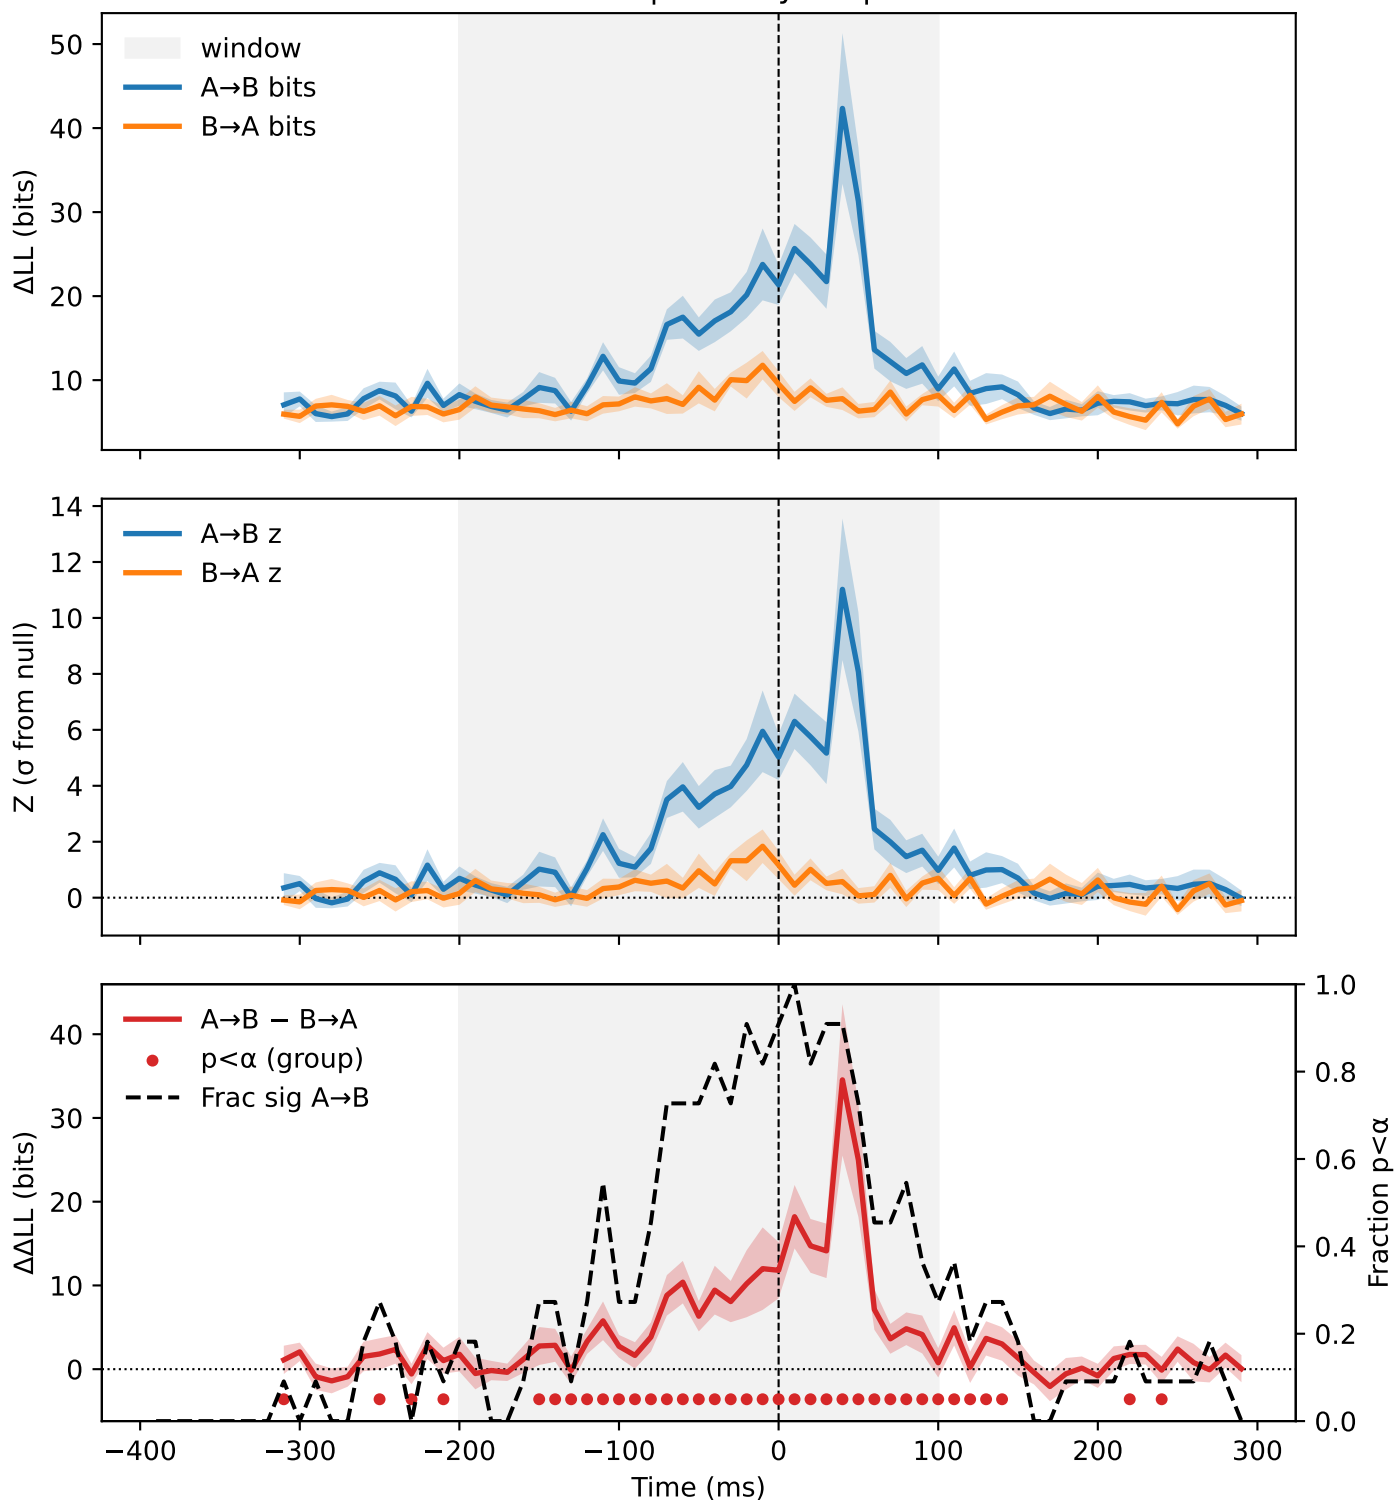 50
40
30
20
10
ΔLL (bits)
window
A→B bits
B→A bits
14
12
10
8
6
4
2
0
Z (σ from null)
A→B z
B→A z
40
30
20
10
0
ΔΔLL (bits)
A→B − B→A
p<α (group)
Frac sig A→B
1.0
0.8
0.6
0.4
0.2
0.0
Fraction p<α
−400 −300 −200 −100 0 100 200 300
Time (ms)